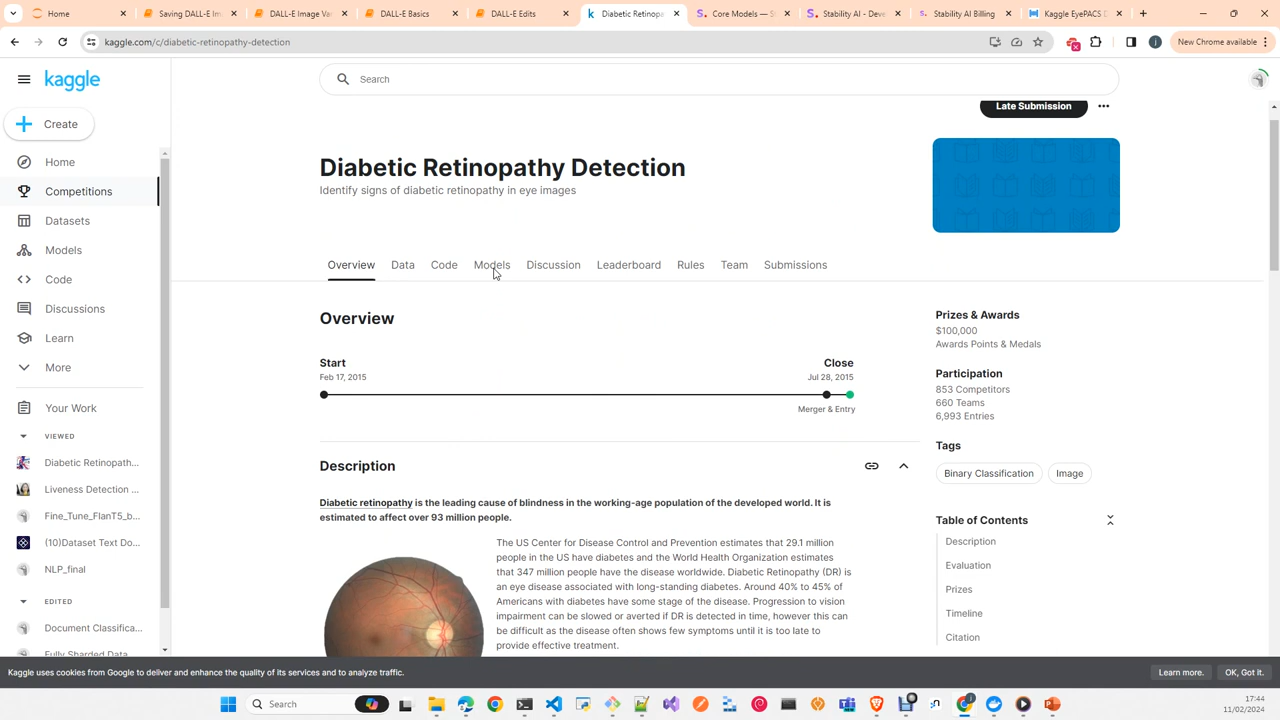 Home
Saving DALL-E Im
DALL-E Image Va
DALL-E Basics
DALL-E Edits
Diabetic Retinopa
Core Models — S
Stability AI - Deve
Stability AI Billing
Kaggle EyePACS D
kaggle.com/c/diabetic-retinopathy-detection
New Chrome available
kaggle
Search
Create
Home
Competitions
Datasets
Models
Code
Discussions
Learn
More
Your Work
VIEWED
Diabetic Retinopath...
Liveness Detection ...
Fine_Tune_FlanT5_b...
(10)Dataset Text Do...
NLP_final
EDITED
Document Classifica...
Fully Sharded Data
Late Submission
Diabetic Retinopathy Detection
Identify signs of diabetic retinopathy in eye images
Overview
Data
Code
Models
Discussion
Leaderboard
Rules
Team
Submissions
Overview
Start
Feb 17, 2015
Close
Jul 28, 2015
Merger & Entry
Description
Diabetic retinopathy is the leading cause of blindness in the working-age population of the developed world. It is
estimated to affect over 93 million people.
The US Center for Disease Control and Prevention estimates that 29.1 million
people in the US have diabetes and the World Health Organization estimates
that 347 million people have the disease worldwide. Diabetic Retinopathy (DR) is
an eye disease associated with long-standing diabetes. Around 40% to 45% of
Americans with diabetes have some stage of the disease. Progression to vision
impairment can be slowed or averted if DR is detected in time, however this can
be difficult as the disease often shows few symptoms until it is too late to
provide effective treatment.
Prizes & Awards
$100,000
Awards Points & Medals
Participation
853 Competitors
660 Teams
6,993 Entries
Tags
Binary Classification
Image
Table of Contents
Description
Evaluation
Prizes
Timeline
Citation
Kaggle uses cookies from Google to deliver and enhance the quality of its services and to analyze traffic.
Learn more.
OK, Got it.
Search
17:44
11/02/2024